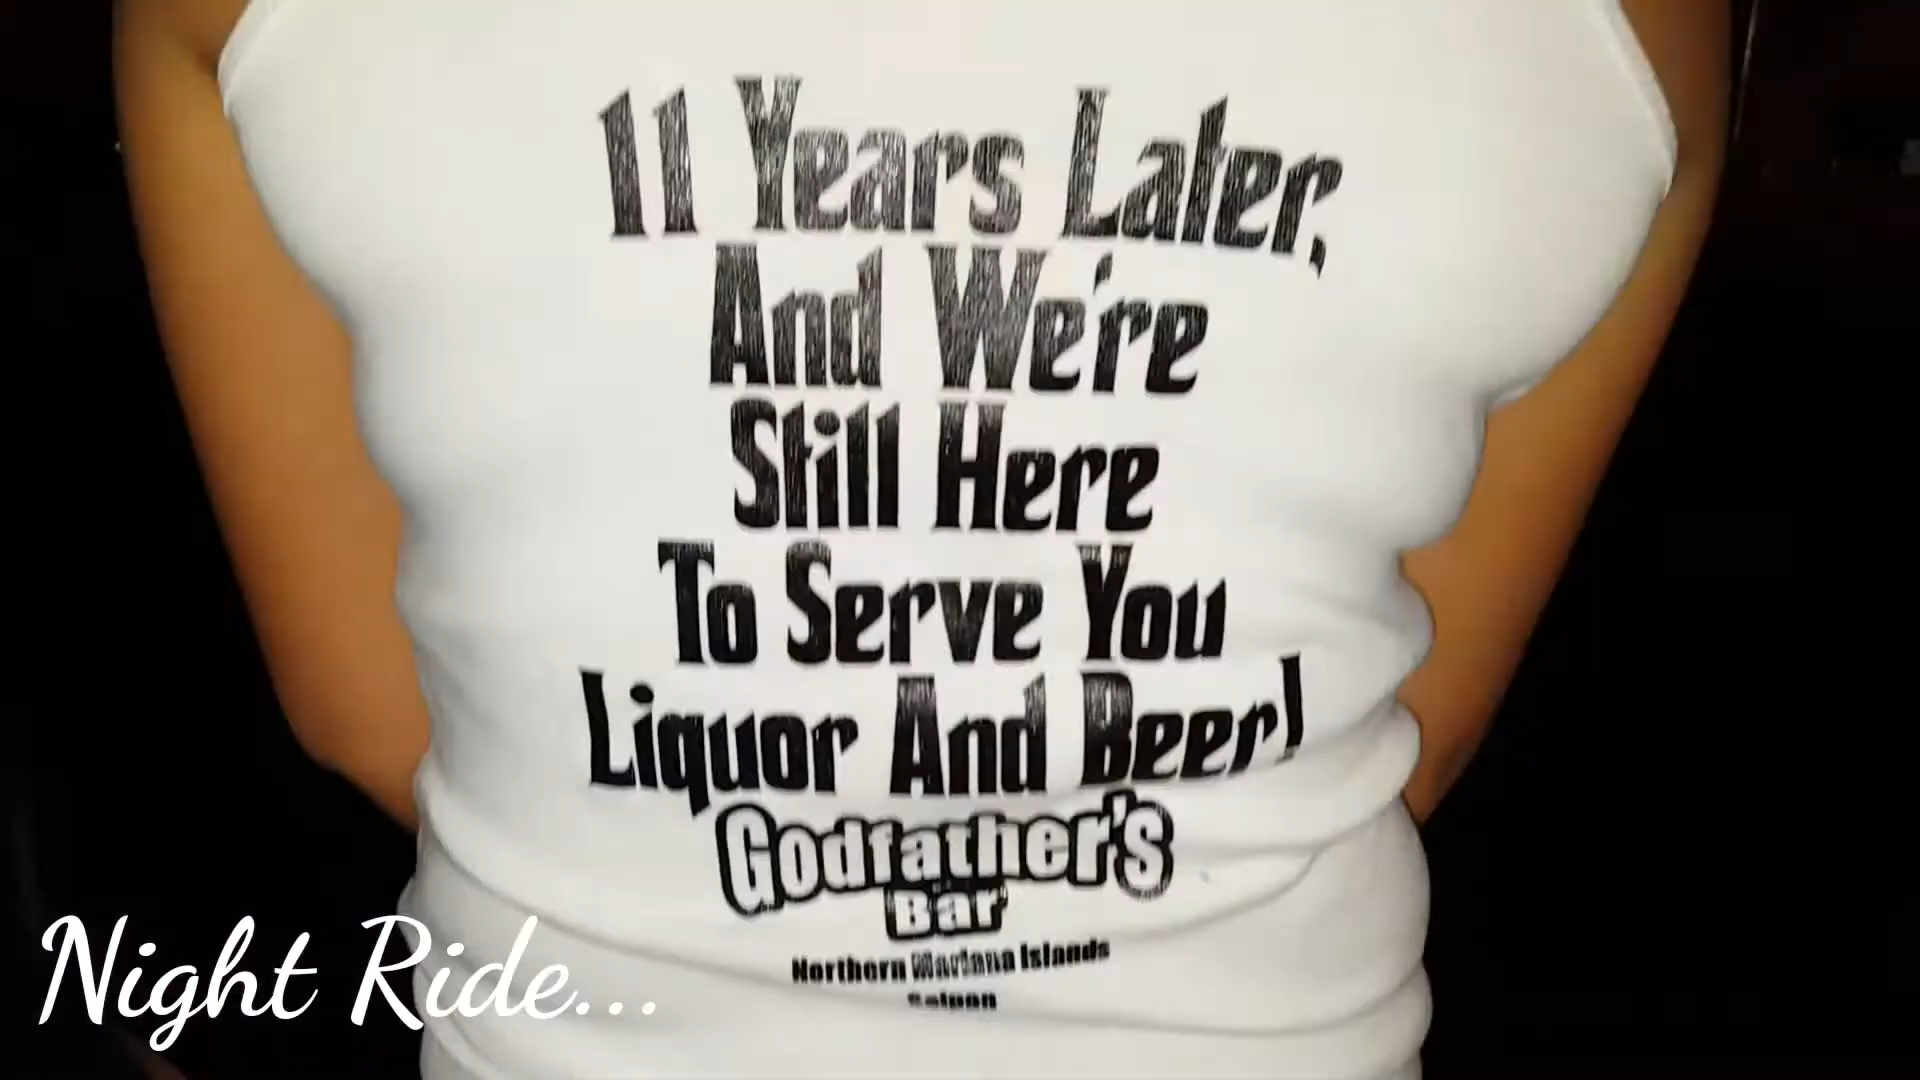 11 Years Later,
And We're
Still Here
To Serve You
Liquor And Beer!
Godfather's
Bar
Northern Mariana Islands
Saipan
Night Ride...